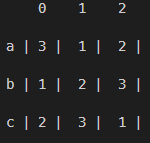 0 1 2
a | 3 | 1 | 2 |
b | 1 | 2 | 3 |
c | 2 | 3 | 1 |